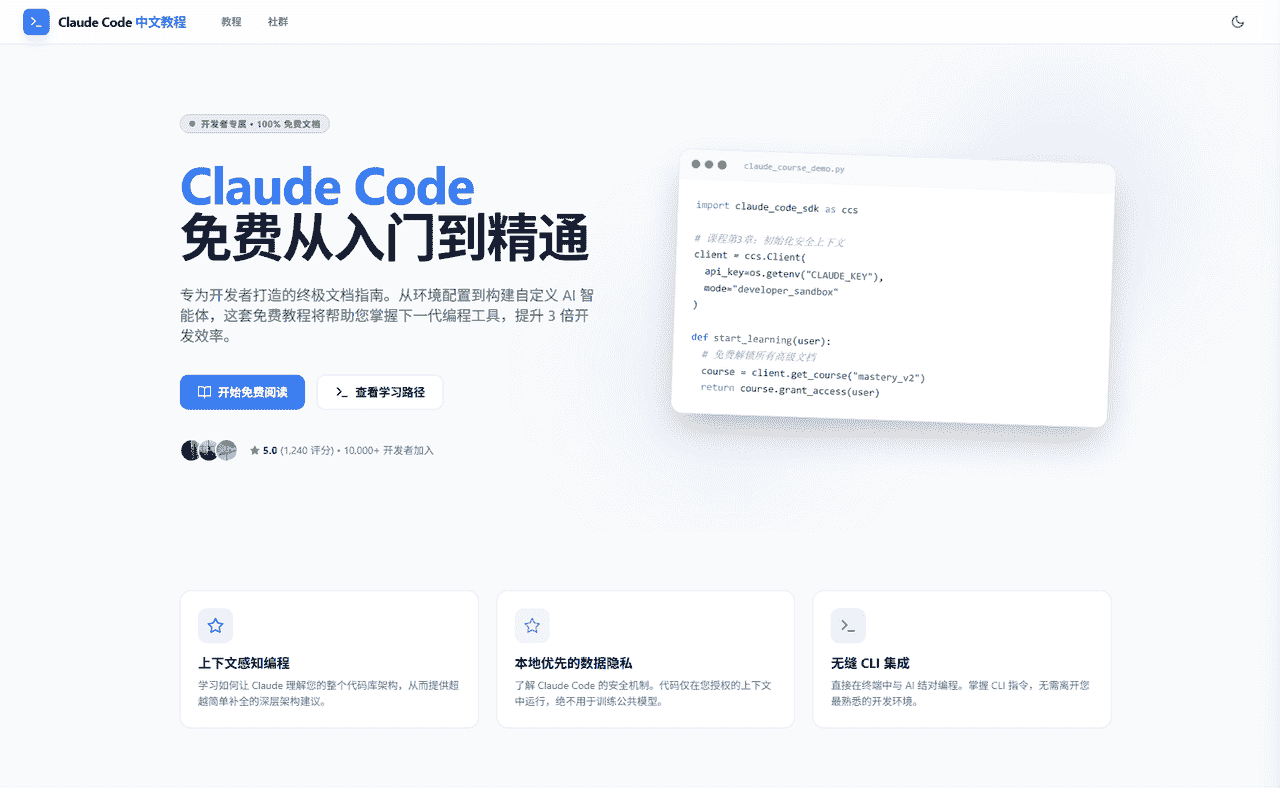 Claude Code 中文教程
教程
社群
开发者专属 • 100% 免费文档
Claude Code
免费从入门到精通
专为开发者打造的终极文档指南。从环境配置到构建自定义 AI 智
能体，这套免费教程将帮助您掌握下一代编程工具，提升 3 倍开
发效率。
开始免费阅读
查看学习路径
5.0 (1,240 评分) • 10,000+ 开发者加入
claude_course_demo.py
import claude_code_sdk as ccs
# 课程第3章：初始化安全上下文
client = ccs.Client(
api_key=os.getenv("CLAUDE_KEY"),
mode="developer_sandbox"
)
def start_learning(user):
# 免费解锁所有高级文档
course = client.get_course("mastery_v2")
return course.grant_access(user)
上下文感知编程
学习如何让 Claude 理解您的整个代码库架构，从而提供超
越简单补全的深层架构建议。
本地优先的数据隐私
了解 Claude Code 的安全机制。代码仅在您授权的上下文
中运行，绝不用于训练公共模型。
无缝 CLI 集成
直接在终端中与 AI 结对编程。掌握 CLI 指令，无需离开您
最熟悉的开发环境。